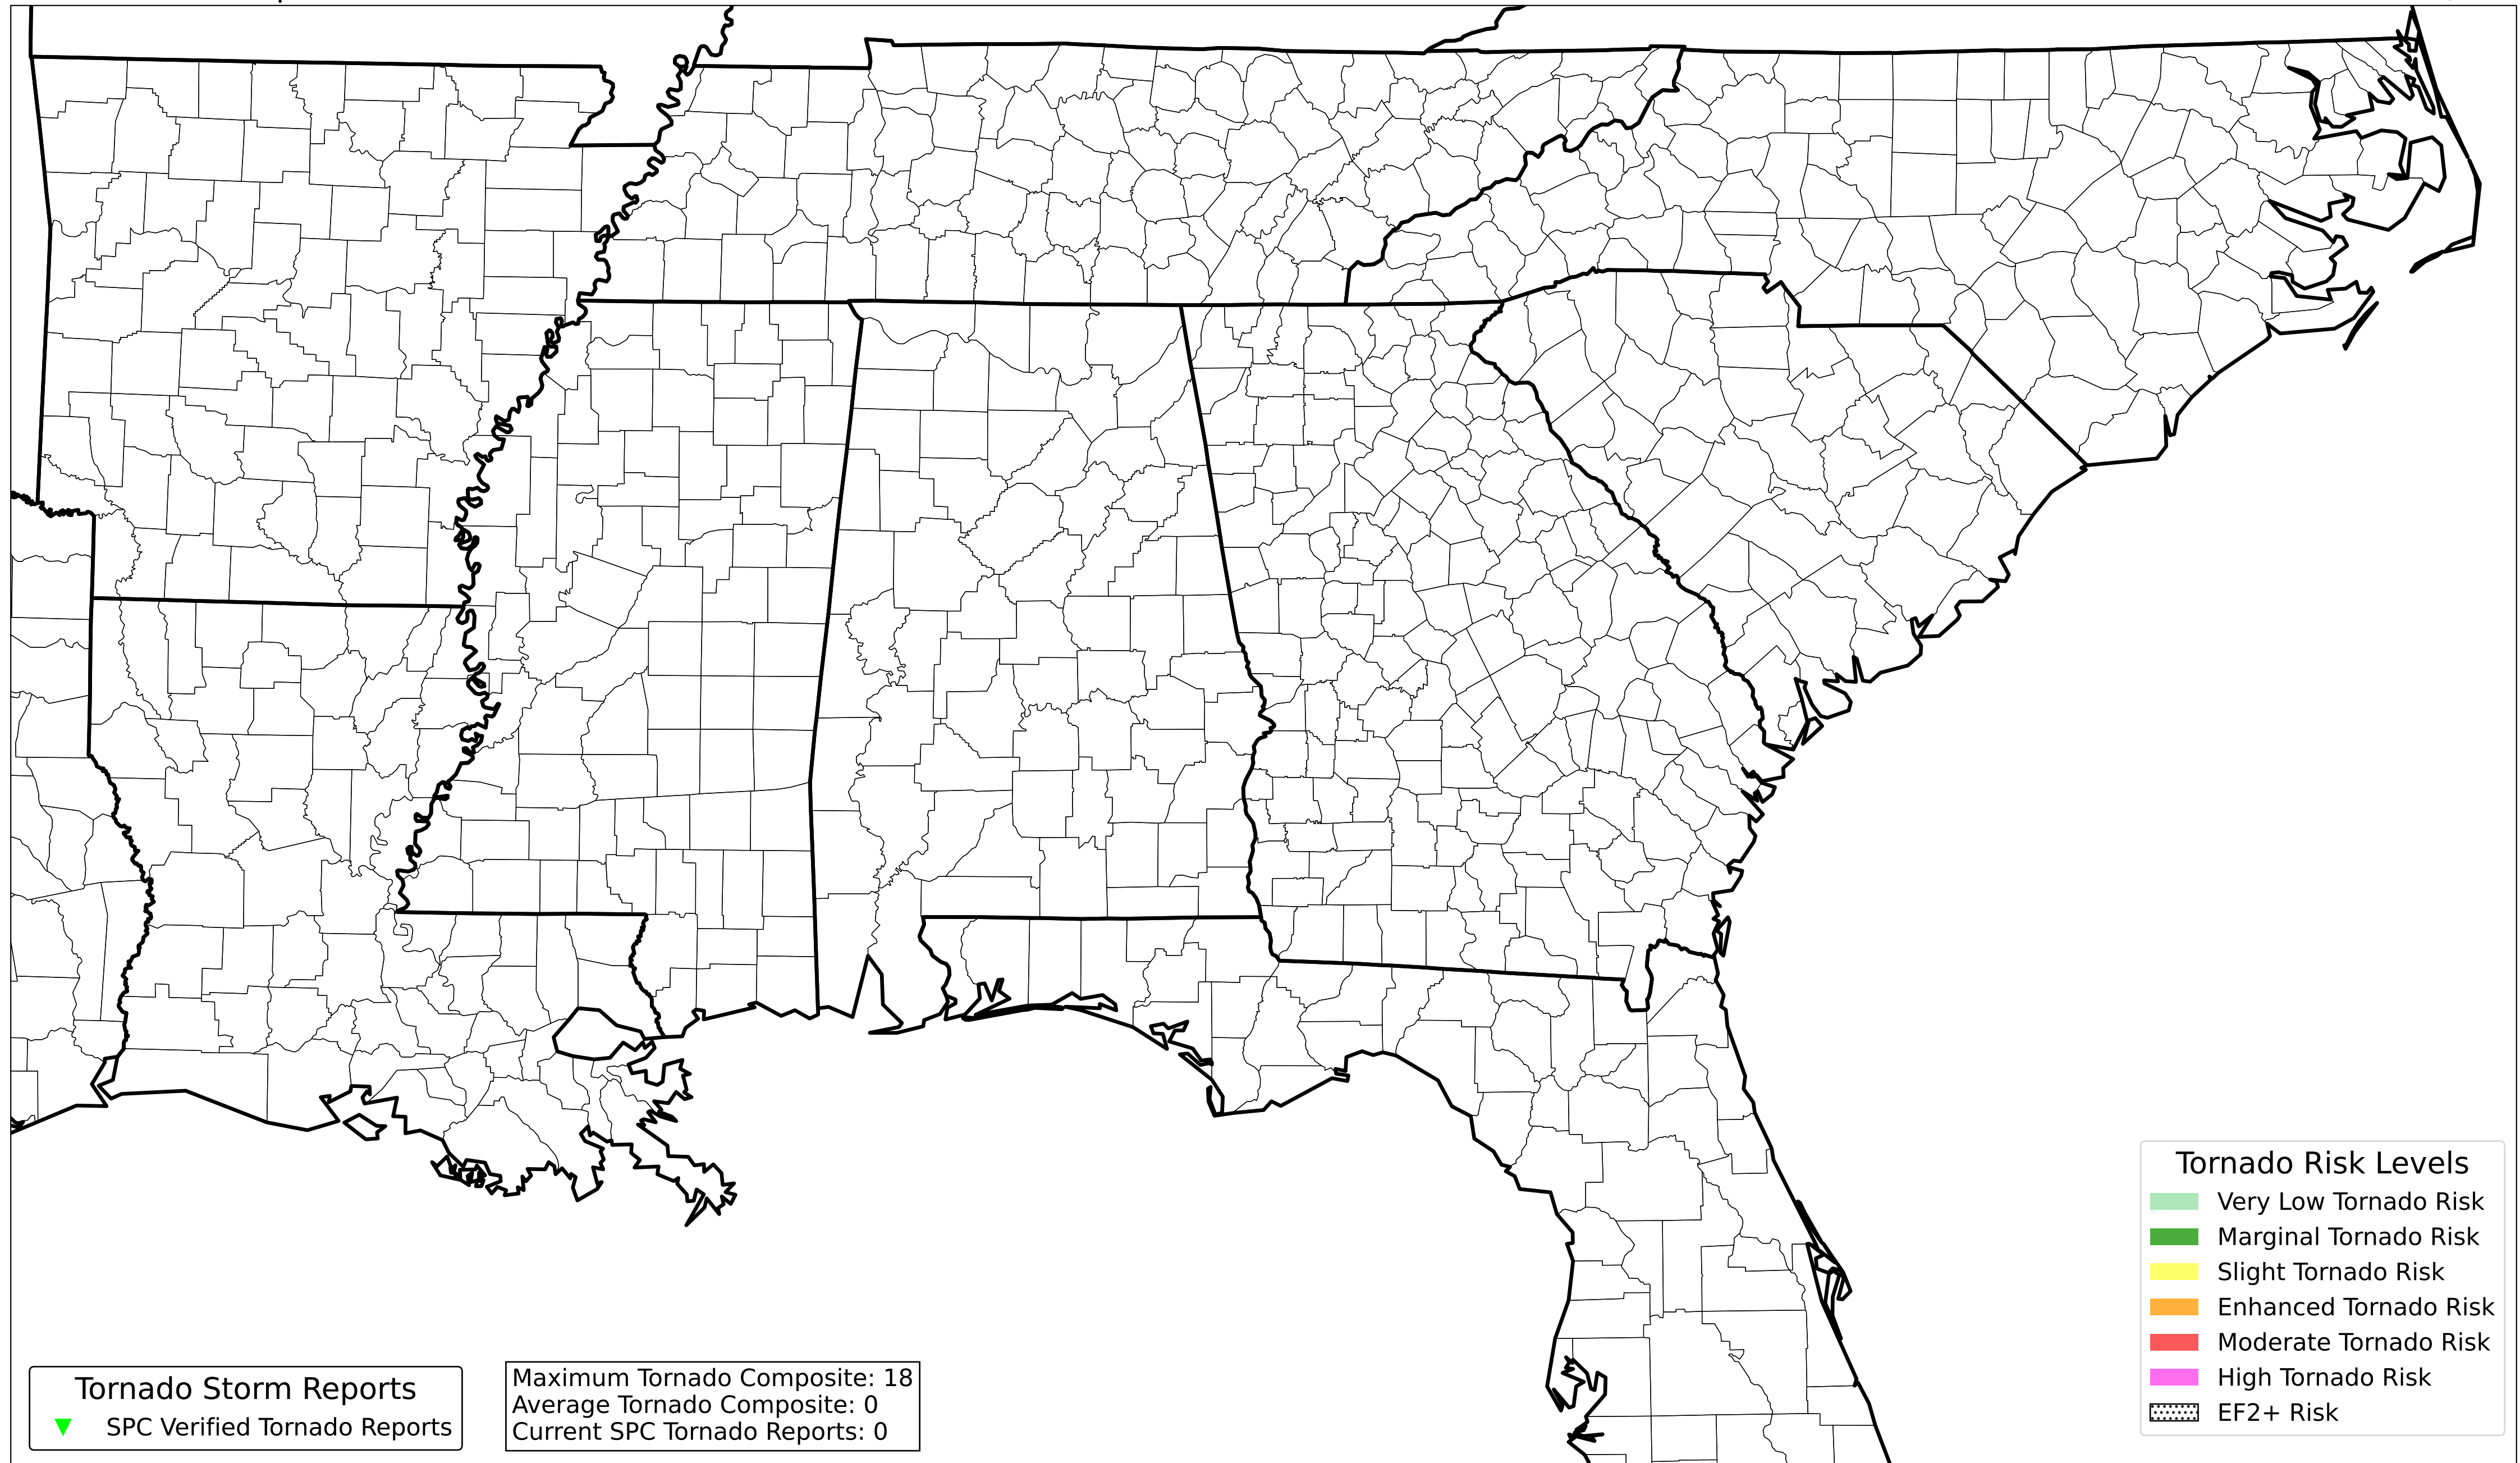 Tornado Risk Levels
Very Low Tornado Risk
Marginal Tornado Risk
Slight Tornado Risk
Enhanced Tornado Risk
Moderate Tornado Risk
High Tornado Risk
EF2+ Risk
Tornado Storm Reports
SPC Verified Tornado Reports
Maximum Tornado Composite: 18
Average Tornado Composite: 0
Current SPC Tornado Reports: 0